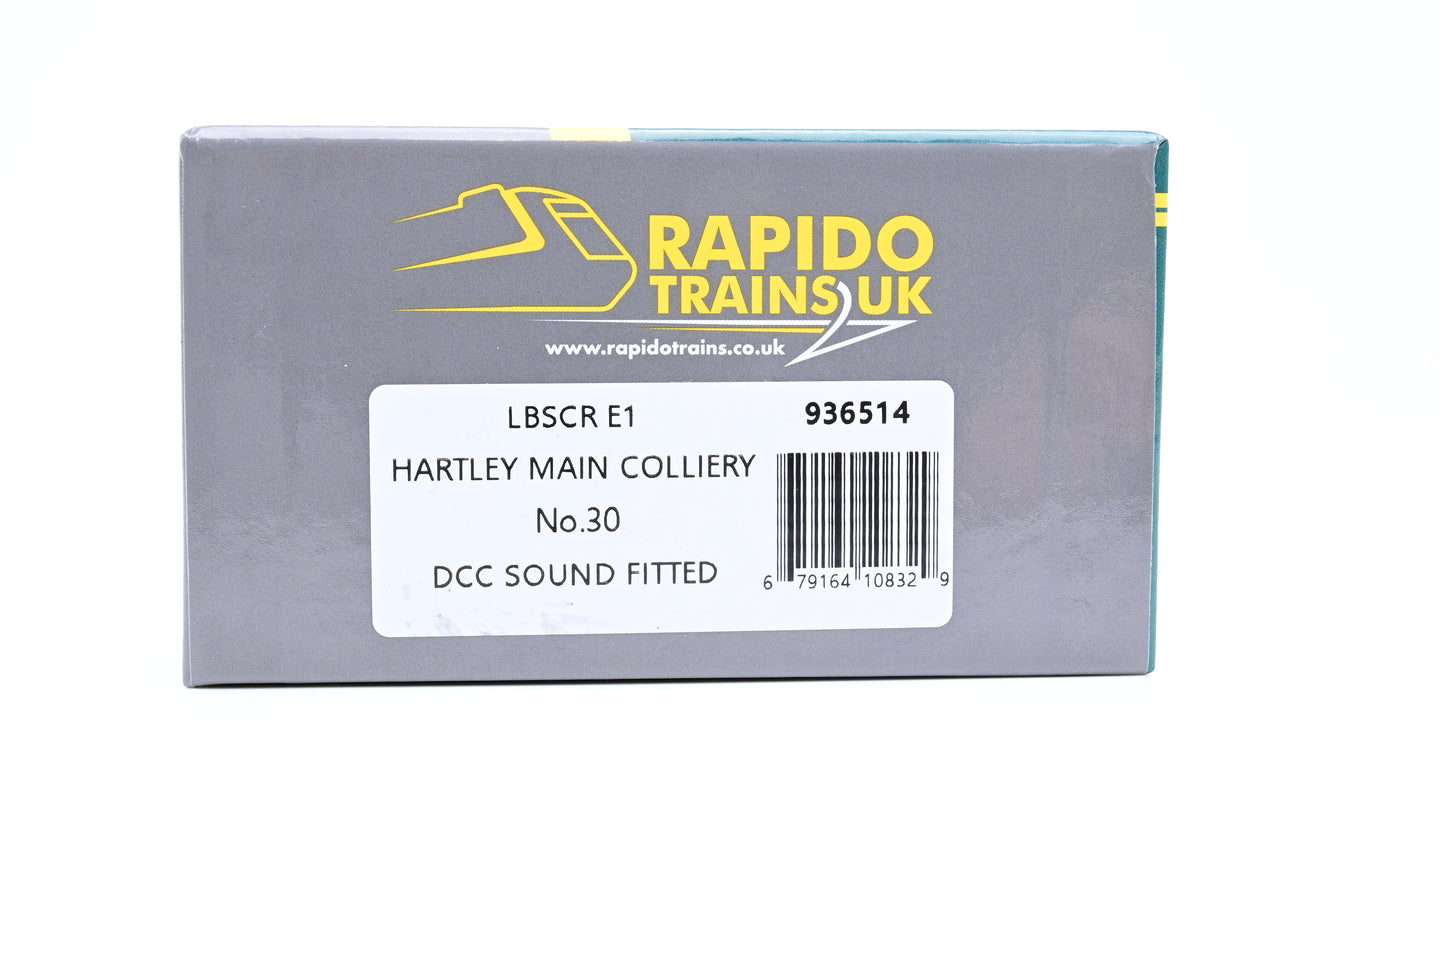 RAPIDO
TRAINS UK
www.rapidotrains.co.uk
LBSCR E1
936514
HARTLEY MAIN COLLIERY
No.30
DCC SOUND FITTED
6 79164 10832 9